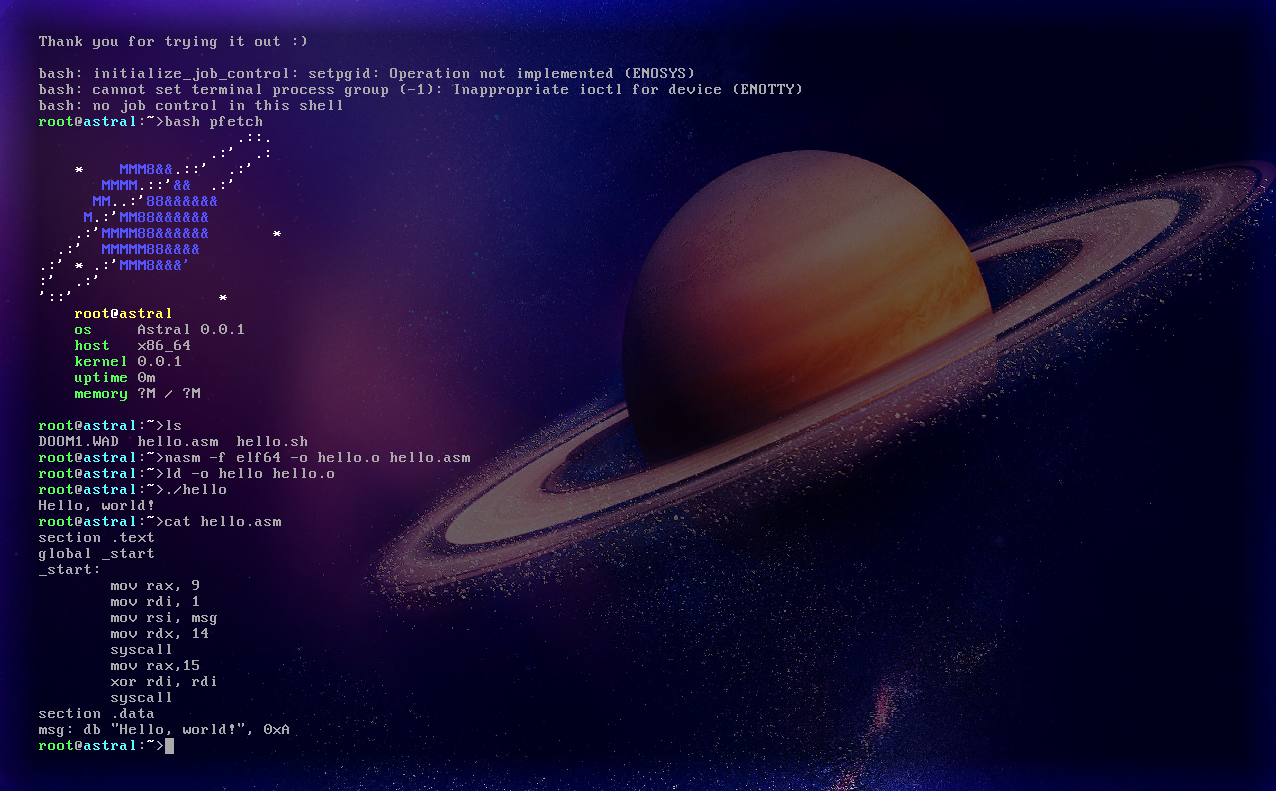 Thank you for trying it out :)
bash: initialize_job_control: setpgid: Operation not implemented (ENOSYS)
bash: cannot set terminal process group (-1): Inappropriate ioctl for device (ENOTTY)
bash: no job control in this shell
root@astral:~>bash pfetch
                      .::.
                   .:'  .:
    *    MMM8&&.::'  .:'
       MMMM.::'&&  .:'
      MM..:'88&&&&&&
     M.:'MM88&&&&&&
    .:'MMMM88&&&&&&       *
  .:'  MMMMM88&&&&
.:' * .:'MMM8&&&'
:'  .:'
'::'                *
    root@astral
    os     Astral 0.0.1
    host   x86_64
    kernel 0.0.1
    uptime 0m
    memory ?M / ?M
root@astral:~>ls
DOOM1.WAD  hello.asm  hello.sh
root@astral:~>nasm -f elf64 -o hello.o hello.asm
root@astral:~>ld -o hello hello.o
root@astral:~>./hello
Hello, world!
root@astral:~>cat hello.asm
section .text
global _start
_start:
        mov rax, 9
        mov rdi, 1
        mov rsi, msg
        mov rdx, 14
        syscall
        mov rax,15
        xor rdi, rdi
        syscall
section .data
msg: db "Hello, world!", 0xA
root@astral:~>